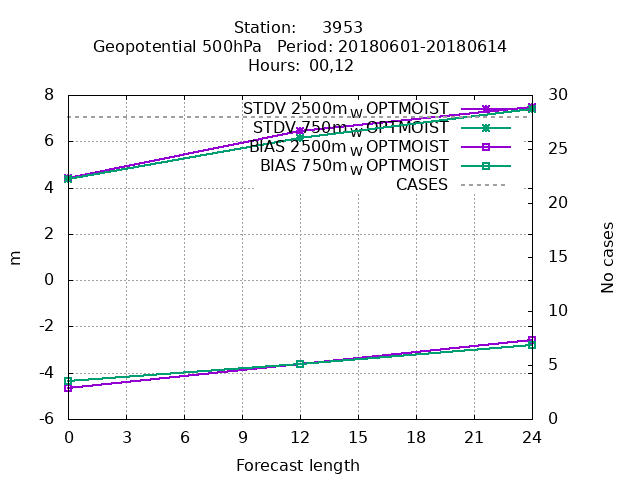 Station: 3953
Geopotential 500hPa Period: 20180601-20180614
Hours: 00,12
8
6
4
2
0
-2
-4
-6
m
30
25
20
15
10
5
0
No cases
STDV 2500m_W OPTMOIST
STDV 750m_W OPTMOIST
BIAS 2500m_W OPTMOIST
BIAS 750m_W OPTMOIST
CASES
0 3 6 9 12 15 18 21 24
Forecast length